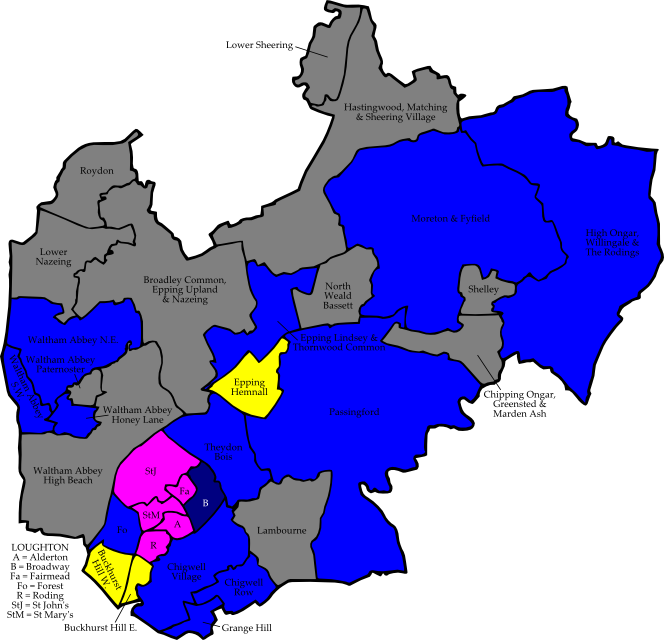 Lower Sheering
Hastingwood, Matching
& Sheering Village
Roydon
Moreton & Fyfield
High Ongar,
Willingale &
The Rodings
Lower
Nazeing
Broadley Common,
Epping Upland
& Nazeing
North
Weald
Bassett
Shelley
Waltham Abbey N.E.
Epping Lindsey &
Thornwood Common
Waltham Abbey
Paternoster
Waltham Abbey
S.W.
Epping
Hemnall
Chipping Ongar,
Greensted &
Marden Ash
Waltham Abbey
Honey Lane
Passingford
Theydon
Bois
Waltham Abbey
High Beach
StJ
Fa
B
StM
A
Fo
R
Lambourne
LOUGHTON
A = Alderton
B = Broadway
Fa = Fairmead
Fo = Forest
R = Roding
StJ = St John's
StM = St Mary's
Buckhurst
Hill W.
Chigwell
Village
Chigwell
Row
Buckhurst Hill E.
Grange Hill